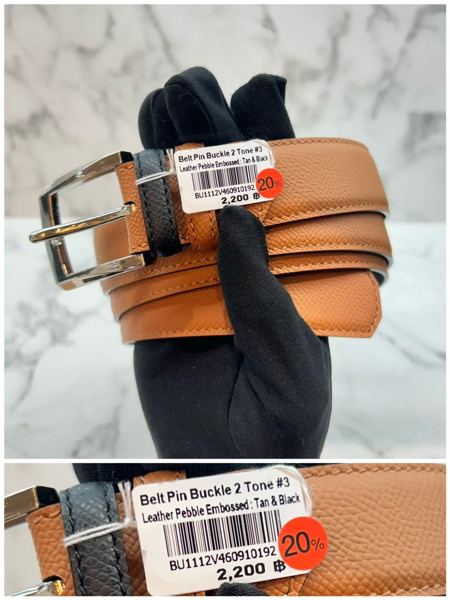 Belt Pin Buckle 2 Tone #3
Leather Pebble Embossed : Tan & Black
BU1112V460910192
20%
2,200 ฿
Belt Pin Buckle 2 Tone #3
Leather Pebble Embossed : Tan & Black
BU1112V460910192
20%
2,200 ฿